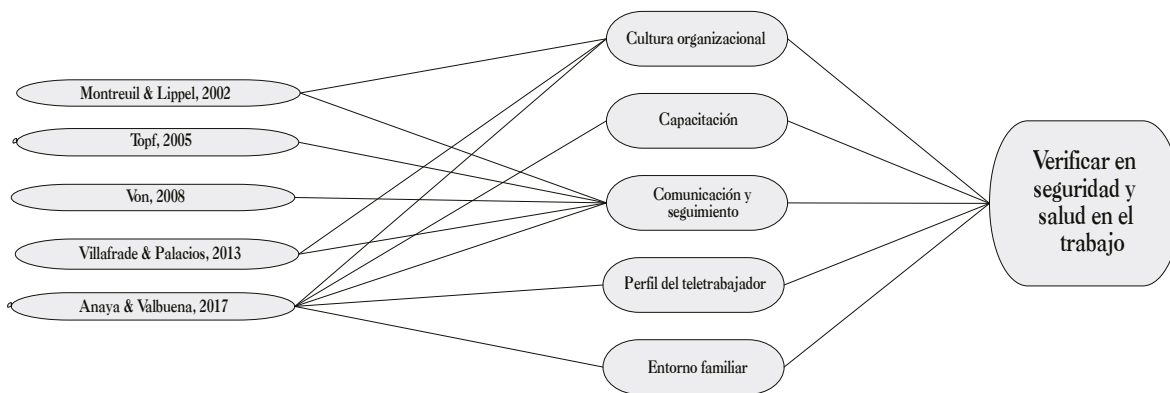 Montreuil & Lippel, 2002
Topf, 2005
Von, 2008
Villafrade & Palacios, 2013
Anaya & Valbuena, 2017
Cultura organizacional
Capacitación
Comunicación y
seguimiento
Perfil del teletrabajador
Entorno familiar
Verificar en
seguridad y
salud en el
trabajo